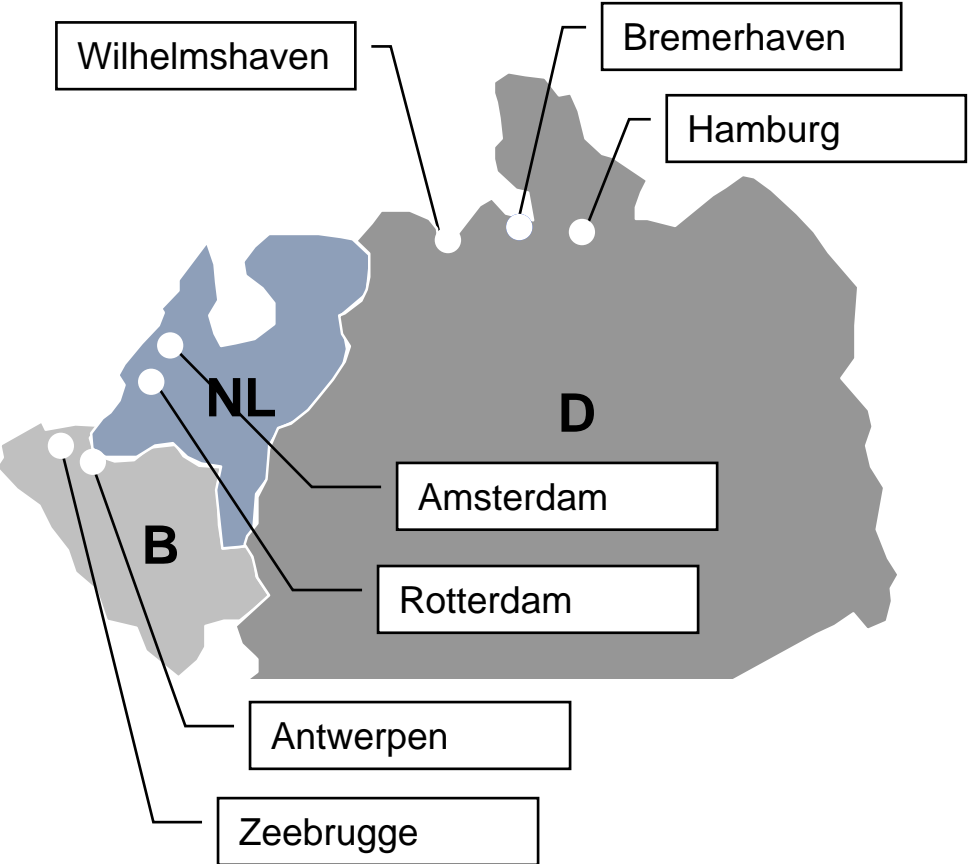 Bremerhaven
Wilhelmshaven
Hamburg
NL
D
Amsterdam
B
Rotterdam
Antwerpen
Zeebrugge